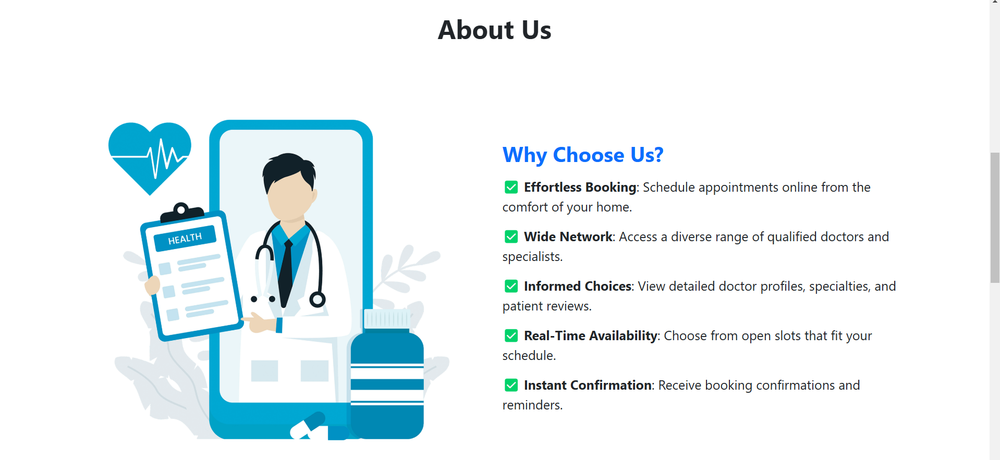 About Us
HEALTH
Why Choose Us?
✅ Effortless Booking: Schedule appointments online from the
comfort of your home.
✅ Wide Network: Access a diverse range of qualified doctors and
specialists.
✅ Informed Choices: View detailed doctor profiles, specialties, and
patient reviews.
✅ Real-Time Availability: Choose from open slots that fit your
schedule.
✅ Instant Confirmation: Receive booking confirmations and
reminders.